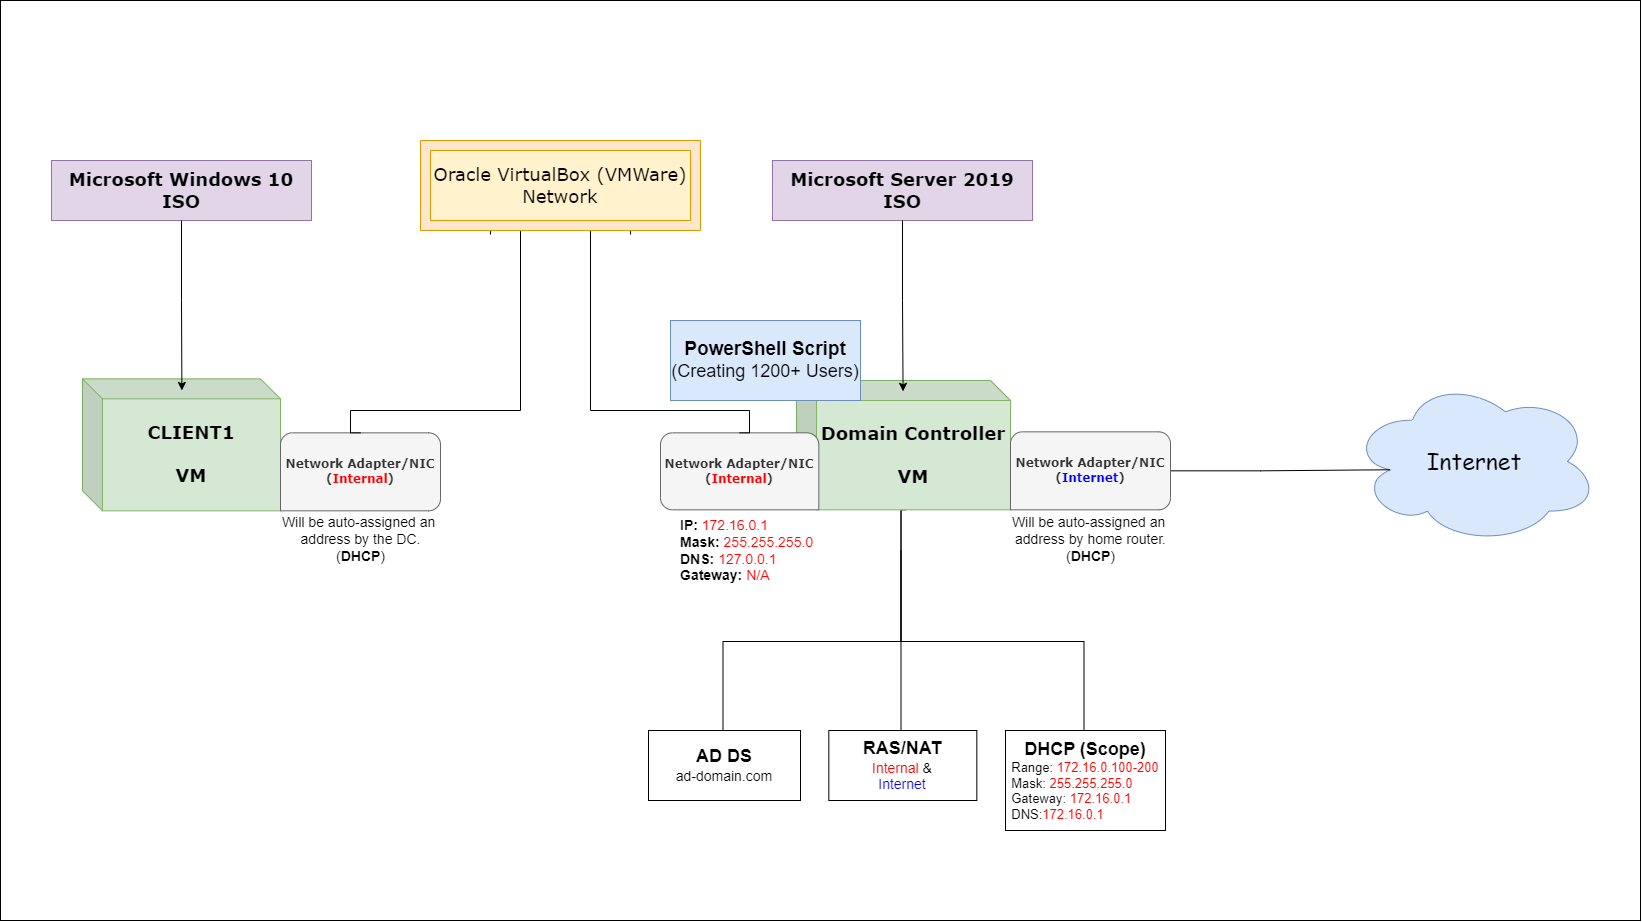 Microsoft Windows 10
ISO
Oracle VirtualBox (VMWare)
Network
Microsoft Server 2019
ISO
PowerShell Script
(Creating 1200+ Users)
CLIENT1
VM
Network Adapter/NIC
(Internal)
Will be auto-assigned an
address by the DC.
(DHCP)
Network Adapter/NIC
(Internal)
IP: 172.16.0.1
Mask: 255.255.255.0
DNS: 127.0.0.1
Gateway: N/A
Domain Controller
VM
Network Adapter/NIC
(Internet)
Will be auto-assigned an
address by home router.
(DHCP)
Internet
AD DS
ad-domain.com
RAS/NAT
Internal &
Internet
DHCP (Scope)
Range: 172.16.0.100-200
Mask: 255.255.255.0
Gateway: 172.16.0.1
DNS:172.16.0.1